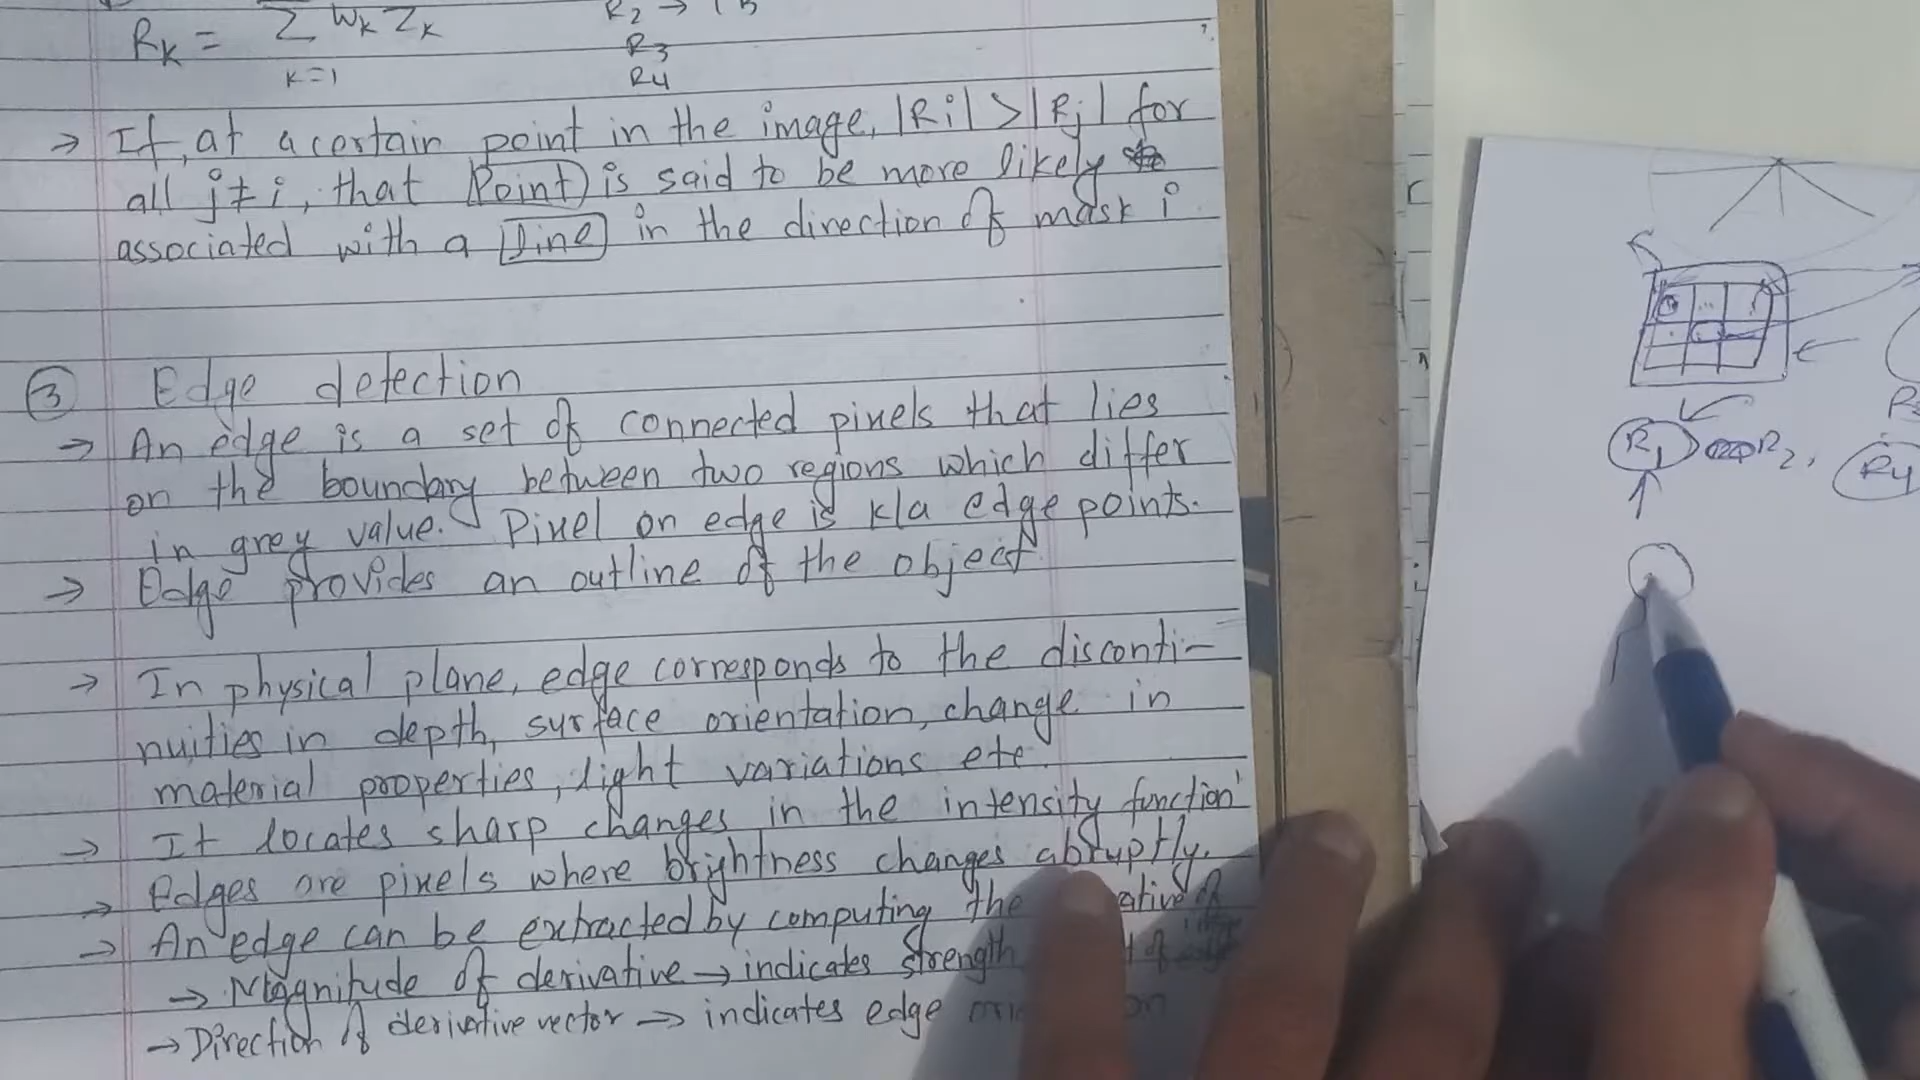 Rk = Σ Wk Zk
k=1
R2 →
R3
R4
→ If, at a certain point in the image, |Ri| > |Rj| for
all j ≠ i, that Point is said to be more likely
associated with a line in the direction of mask i
③ Edge detection
→ An edge is a set of connected pixels that lies
on the boundary between two regions which differ
in grey value. Pixel on edge is k/a edge points.
→ Edge provides an outline of the object
→ In physical plane, edge corresponds to the disconti-
nuities in depth, surface orientation, change in
material properties, light variations etc.
→ It locates sharp changes in the intensity function
→ Edges are pixels where brightness changes abruptly.
→ An edge can be extracted by computing the of
→ Magnitude of derivative → indicates strength of
→ Direction of derivative vector → indicates edge
R1 R2,
R4